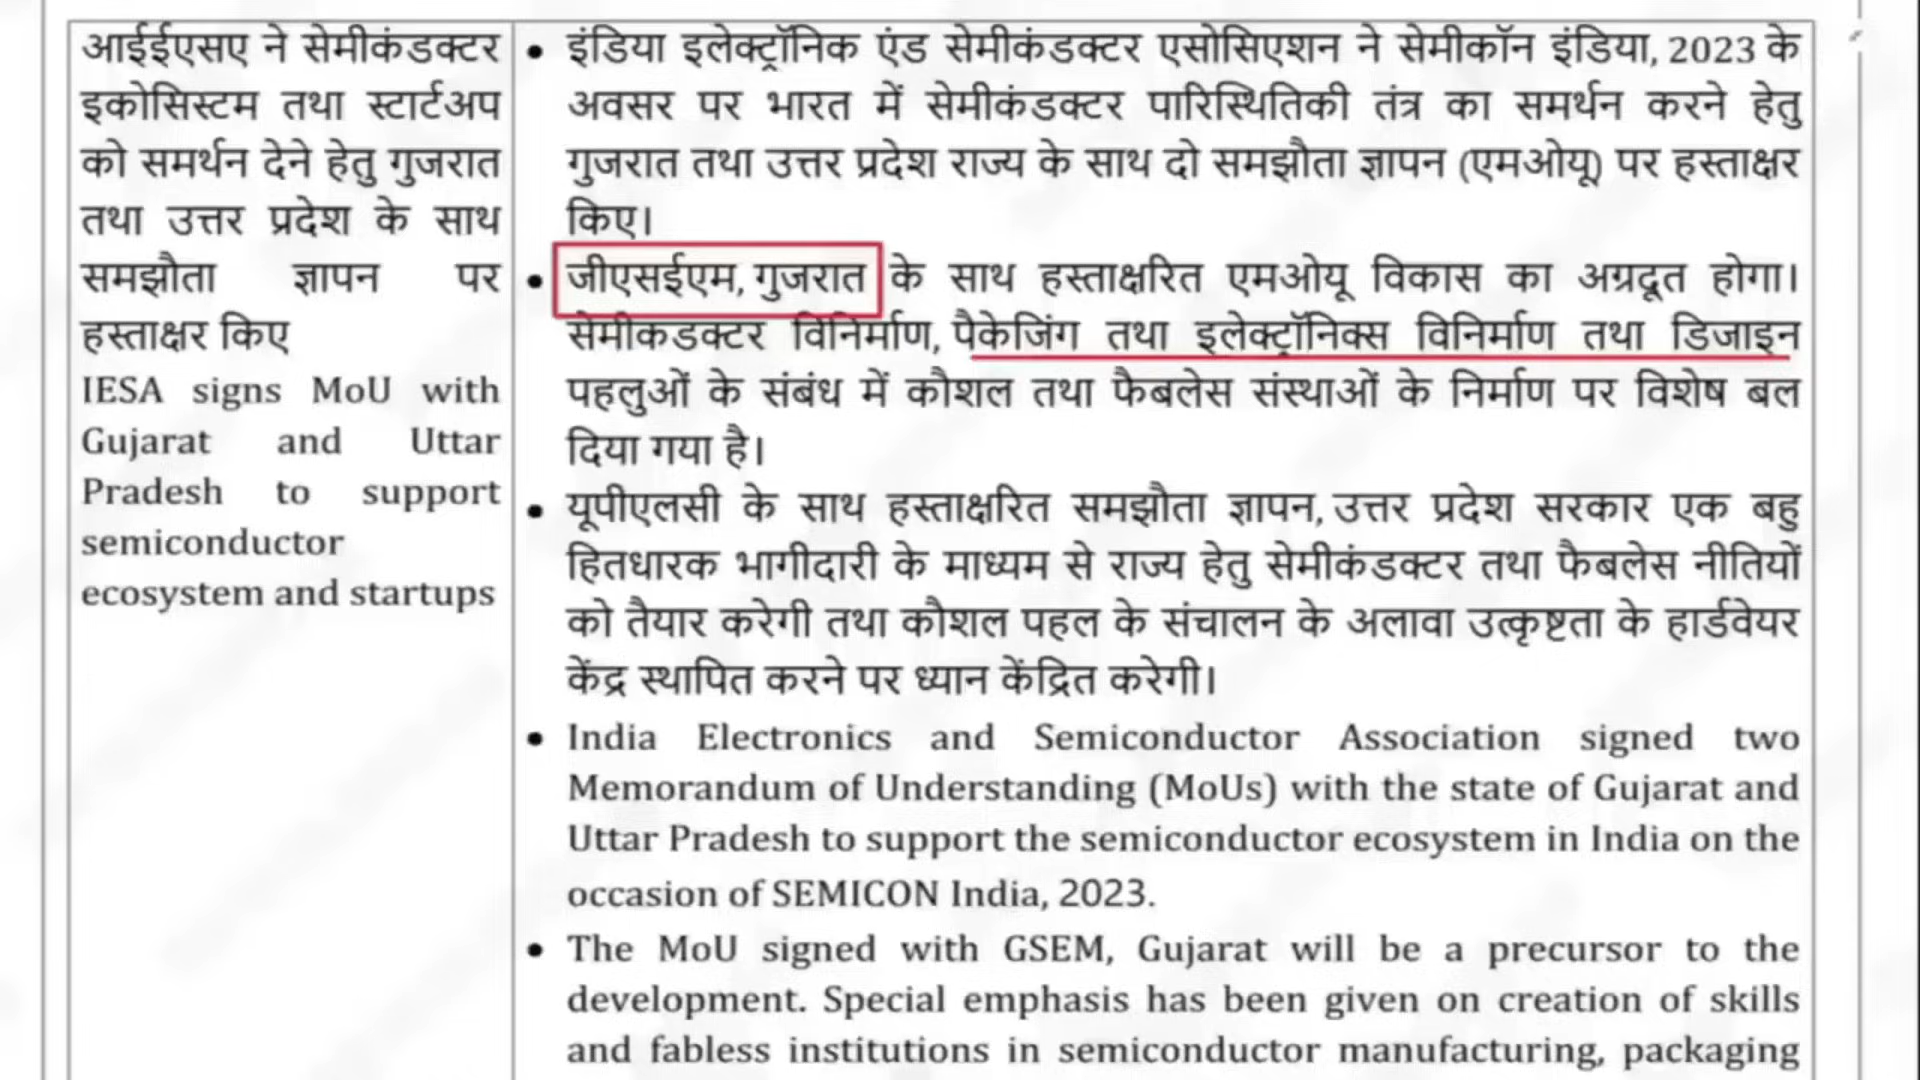 आईईएसए ने सेमीकंडक्टर
इकोसिस्टम तथा स्टार्टअप
को समर्थन देने हेतु गुजरात
तथा उत्तर प्रदेश के साथ
समझौता ज्ञापन पर
हस्ताक्षर किए
IESA signs MoU with
Gujarat and Uttar
Pradesh to support
semiconductor
ecosystem and startups
• इंडिया इलेक्ट्रॉनिक एंड सेमीकंडक्टर एसोसिएशन ने सेमीकॉन इंडिया, 2023 के
अवसर पर भारत में सेमीकंडक्टर पारिस्थितिकी तंत्र का समर्थन करने हेतु
गुजरात तथा उत्तर प्रदेश राज्य के साथ दो समझौता ज्ञापन (एमओयू) पर हस्ताक्षर
किए।
• जीएसईएम, गुजरात के साथ हस्ताक्षरित एमओयू विकास का अग्रदूत होगा।
सेमीकंडक्टर विनिर्माण, पैकेजिंग तथा इलेक्ट्रॉनिक्स विनिर्माण तथा डिजाइन
पहलुओं के संबंध में कौशल तथा फैबलेस संस्थाओं के निर्माण पर विशेष बल
दिया गया है।
• यूपीएलसी के साथ हस्ताक्षरित समझौता ज्ञापन, उत्तर प्रदेश सरकार एक बहु
हितधारक भागीदारी के माध्यम से राज्य हेतु सेमीकंडक्टर तथा फैबलेस नीतियों
को तैयार करेगी तथा कौशल पहल के संचालन के अलावा उत्कृष्टता के हार्डवेयर
केंद्र स्थापित करने पर ध्यान केंद्रित करेगी।
• India Electronics and Semiconductor Association signed two
Memorandum of Understanding (MoUs) with the state of Gujarat and
Uttar Pradesh to support the semiconductor ecosystem in India on the
occasion of SEMICON India, 2023.
• The MoU signed with GSEM, Gujarat will be a precursor to the
development. Special emphasis has been given on creation of skills
and fabless institutions in semiconductor manufacturing, packaging